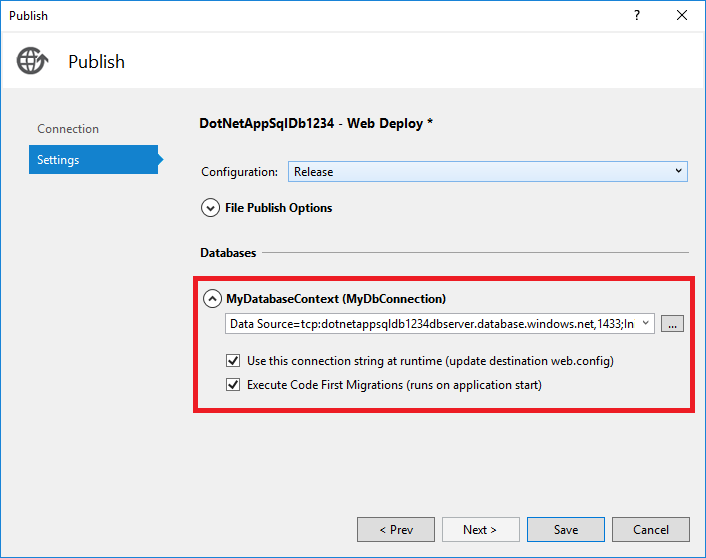 Publish
?
Publish
Connection
Settings
DotNetAppSqlDb1234 - Web Deploy *
Configuration: Release
File Publish Options
Databases
MyDatabaseContext (MyDbConnection)
Data Source=tcp:dotnetappsqldb1234dbserver.database.windows.net,1433;In
...
Use this connection string at runtime (update destination web.config)
Execute Code First Migrations (runs on application start)
< Prev
Next >
Save
Cancel